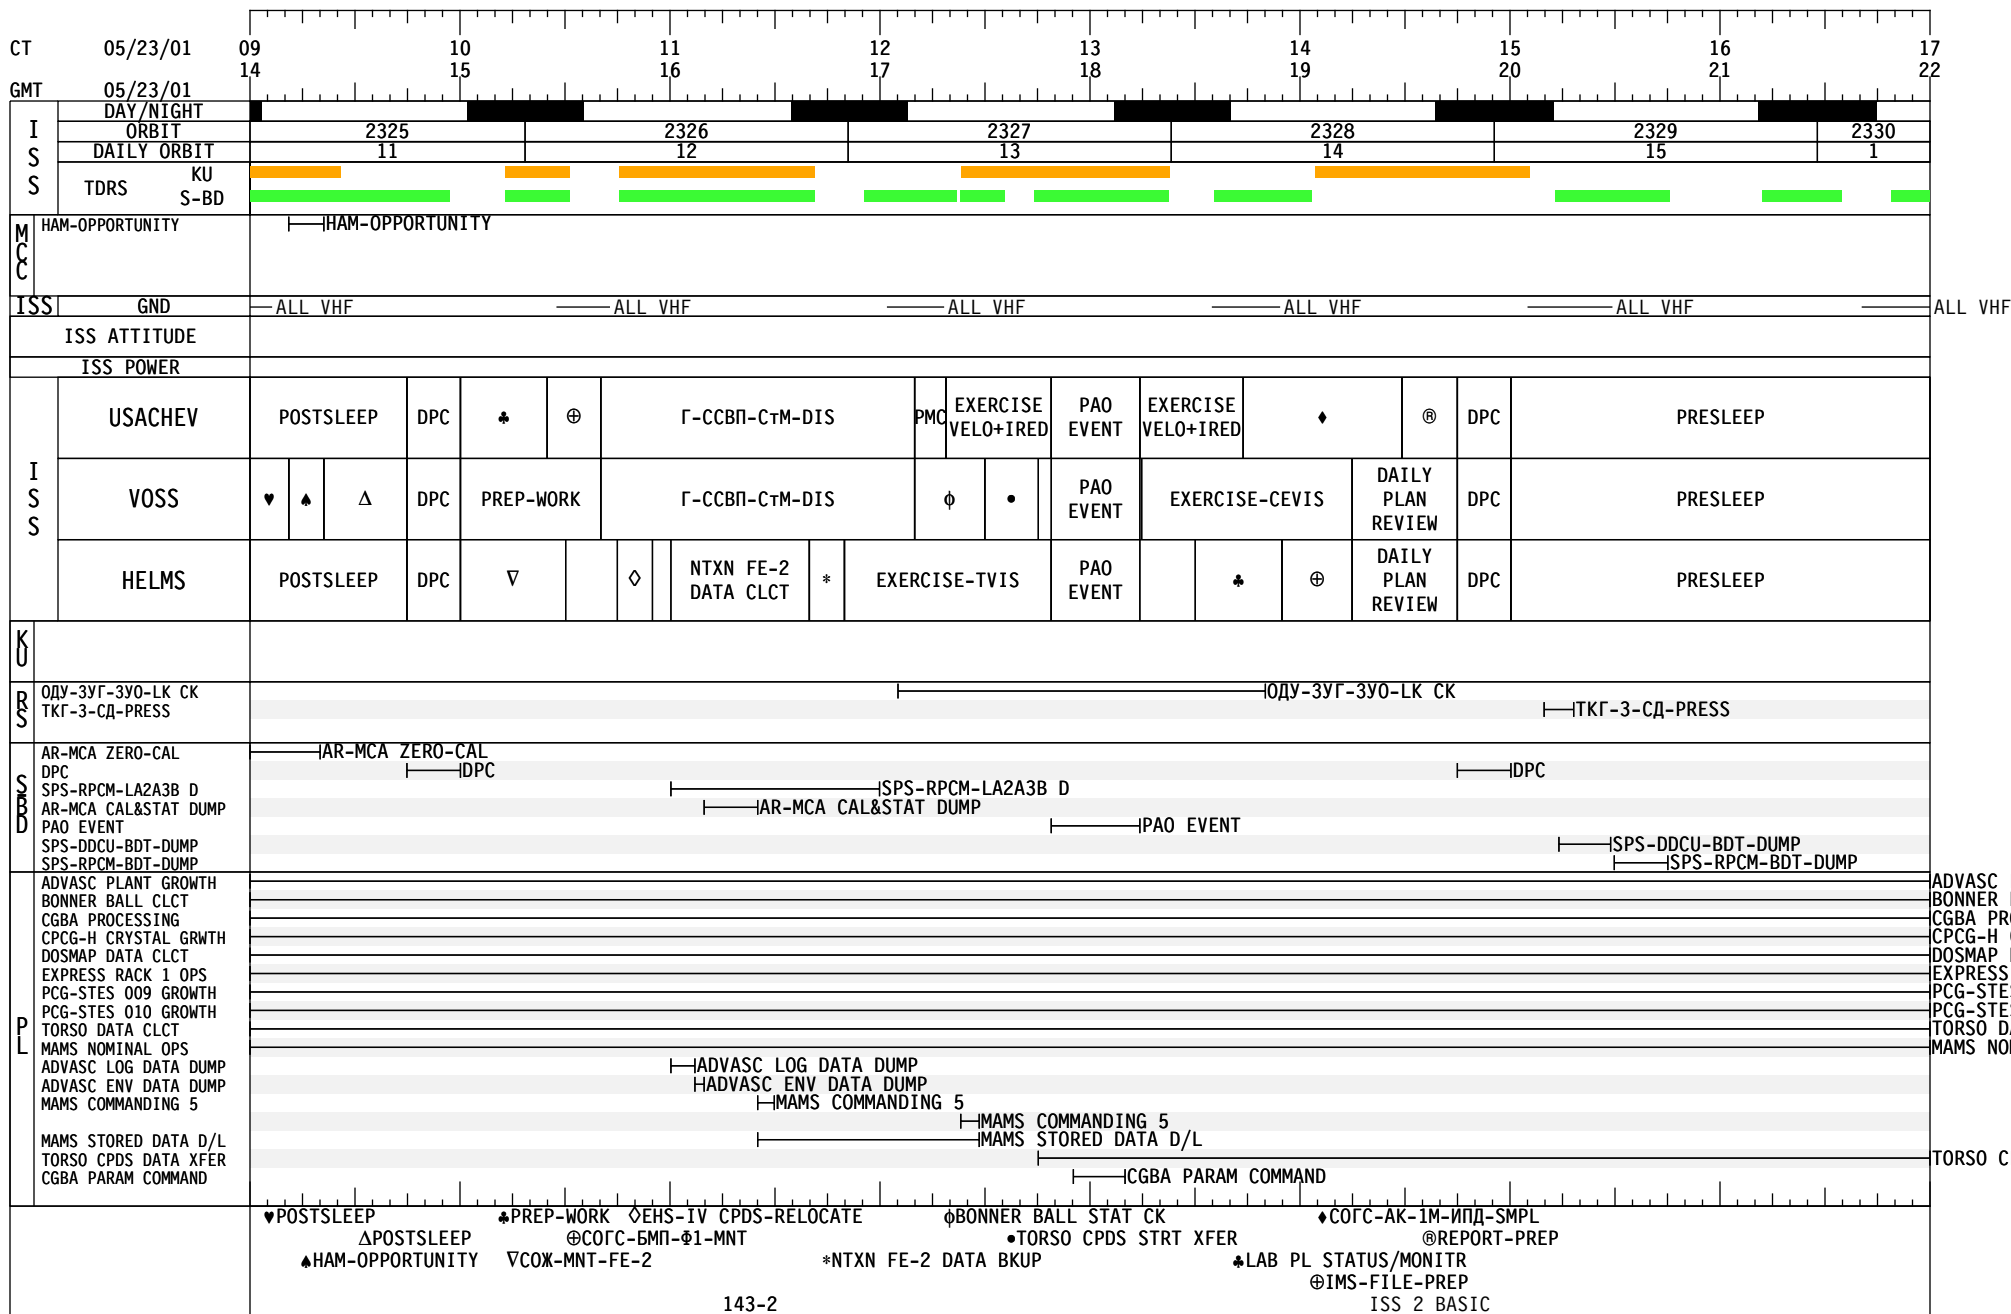 CT 05/23/01 09 10 11 12 13 14 15 16 17
14 15 16 17 18 19 20 21 22
GMT 05/23/01
ISS
DAY/NIGHT
ORBIT 2325 2326 2327 2328 2329 2330
DAILY ORBIT 11 12 13 14 15 1
TDRS KU
S-BD
MCC
HAM-OPPORTUNITY HAM-OPPORTUNITY
ISS GND ALL VHF ALL VHF ALL VHF ALL VHF ALL VHF ALL VHF
ISS ATTITUDE
ISS POWER
ISS
USACHEV POSTSLEEP DPC ♣ ⊕ Г-ССВП-СтМ-DIS PMC EXERCISE VELO+IRED PAO EVENT EXERCISE VELO+IRED ♦ ® DPC PRESLEEP
VOSS ♥ ♠ Δ DPC PREP-WORK Г-ССВП-СтМ-DIS ϕ • PAO EVENT EXERCISE-CEVIS DAILY PLAN REVIEW DPC PRESLEEP
HELMS POSTSLEEP DPC ∇ ◊ NTXN FE-2 DATA CLCT * EXERCISE-TVIS PAO EVENT ♣ ⊕ DAILY PLAN REVIEW DPC PRESLEEP
KU
RS
ОДУ-ЗУГ-ЗУО-LK CK ОДУ-ЗУГ-ЗУО-LK CK
ТКГ-3-СД-PRESS ТКГ-3-СД-PRESS
SBD
AR-MCA ZERO-CAL AR-MCA ZERO-CAL
DPC DPC DPC
SPS-RPCM-LA2A3B D SPS-RPCM-LA2A3B D
AR-MCA CAL&STAT DUMP AR-MCA CAL&STAT DUMP
PAO EVENT PAO EVENT
SPS-DDCU-BDT-DUMP SPS-DDCU-BDT-DUMP
SPS-RPCM-BDT-DUMP SPS-RPCM-BDT-DUMP
PL
ADVASC PLANT GROWTH ADVASC
BONNER BALL CLCT BONNER
CGBA PROCESSING CGBA PRO
CPCG-H CRYSTAL GRWTH CPCG-H
DOSMAP DATA CLCT DOSMAP
EXPRESS RACK 1 OPS EXPRESS
PCG-STES 009 GROWTH PCG-STES
PCG-STES 010 GROWTH PCG-STES
TORSO DATA CLCT TORSO DA
MAMS NOMINAL OPS MAMS NOM
ADVASC LOG DATA DUMP ADVASC LOG DATA DUMP
ADVASC ENV DATA DUMP ADVASC ENV DATA DUMP
MAMS COMMANDING 5 MAMS COMMANDING 5
MAMS COMMANDING 5
MAMS STORED DATA D/L MAMS STORED DATA D/L
TORSO CPDS DATA XFER TORSO C
CGBA PARAM COMMAND CGBA PARAM COMMAND
♥POSTSLEEP ♣PREP-WORK ◊EHS-IV CPDS-RELOCATE ϕBONNER BALL STAT CK ♦СОГС-АК-1М-ИПД-SMPL
ΔPOSTSLEEP ⊕СОГС-БМП-Ф1-MNT •TORSO CPDS STRT XFER ®REPORT-PREP
♠HAM-OPPORTUNITY ∇СОЖ-MNT-FE-2 *NTXN FE-2 DATA BKUP ♣LAB PL STATUS/MONITR
⊕IMS-FILE-PREP
143-2 ISS 2 BASIC